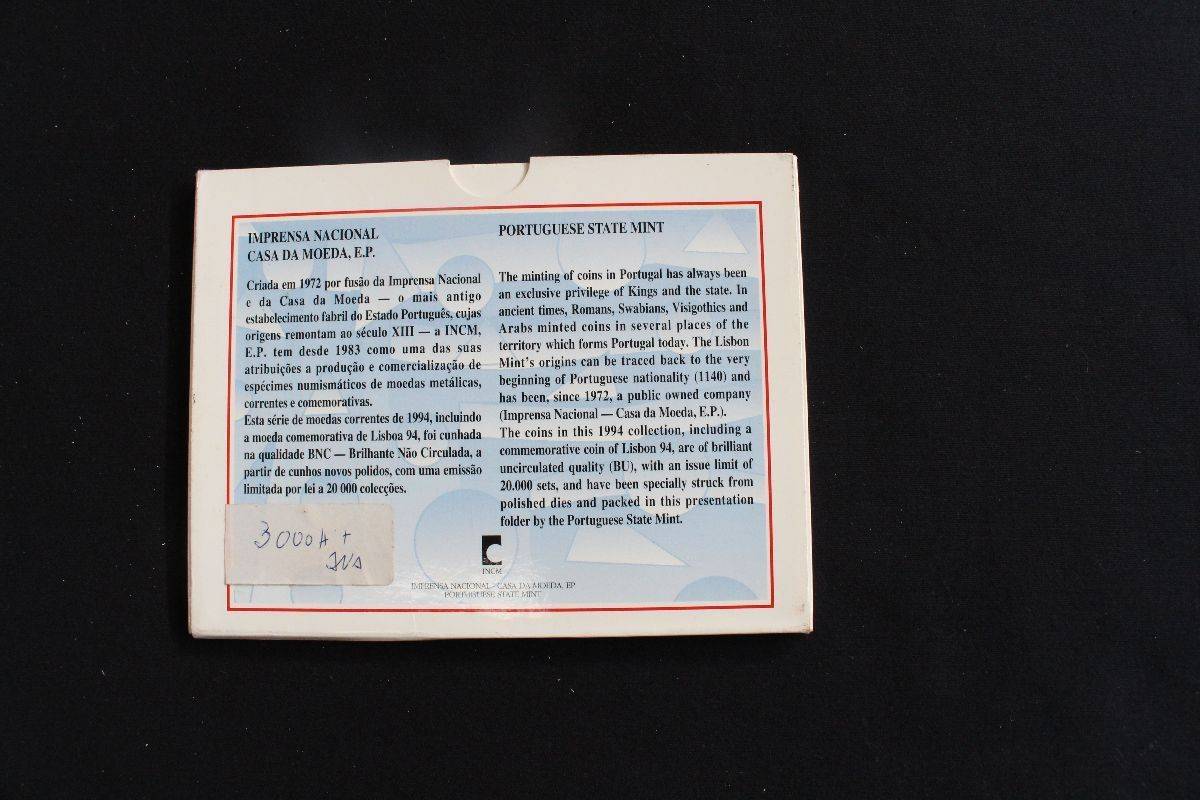 IMPRENSA NACIONAL
CASA DA MOEDA, E.P.
Criada em 1972 por fusão da Imprensa Nacional
e da Casa da Moeda — o mais antigo
estabelecimento fabril do Estado Português, cujas
origens remontam ao século XIII — a INCM,
E.P. tem desde 1983 como uma das suas
atribuições a produção e comercialização de
espécimes numismáticos de moedas metálicas,
correntes e comemorativas.
Esta série de moedas correntes de 1994, incluindo
a moeda comemorativa de Lisboa 94, foi cunhada
na qualidade BNC — Brilhante Não Circulada, a
partir de cunhos novos polidos, com uma emissão
limitada por lei a 20 000 colecções.
PORTUGUESE STATE MINT
The minting of coins in Portugal has always been
an exclusive privilege of Kings and the state. In
ancient times, Romans, Swabians, Visigothics and
Arabs minted coins in several places of the
territory which forms Portugal today. The Lisbon
Mint's origins can be traced back to the very
beginning of Portuguese nationality (1140) and
has been, since 1972, a public owned company
(Imprensa Nacional — Casa da Moeda, E.P.).
The coins in this 1994 collection, including a
commemorative coin of Lisbon 94, are of brilliant
uncirculated quality (BU), with an issue limit of
20.000 sets, and have been specially struck from
polished dies and packed in this presentation
folder by the Portuguese State Mint.
3000 +
INCM
IMPRENSA NACIONAL - CASA DA MOEDA, EP
PORTUGUESE STATE MINT